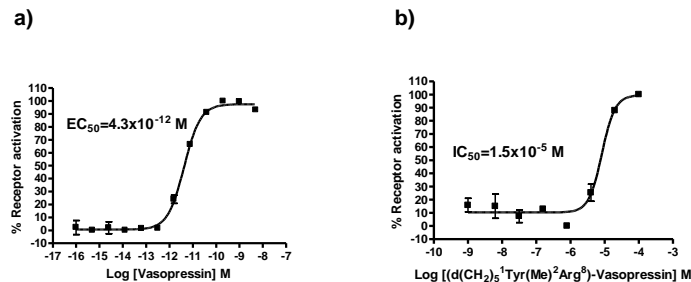 a)
% Receptor activation
110
100
90
80
70
60
50
40
30
20
10
0
-10
EC50=4.3x10-12 M
-17 -16 -15 -14 -13 -12 -11 -10 -9 -8 -7
Log [Vasopressin] M
b)
% Receptor activation
110
100
90
80
70
60
50
40
30
20
10
0
-10
IC50=1.5x10-5 M
-10 -9 -8 -7 -6 -5 -4 -3
Log [(d(CH2)5 1Tyr(Me)2Arg8)-Vasopressin] M